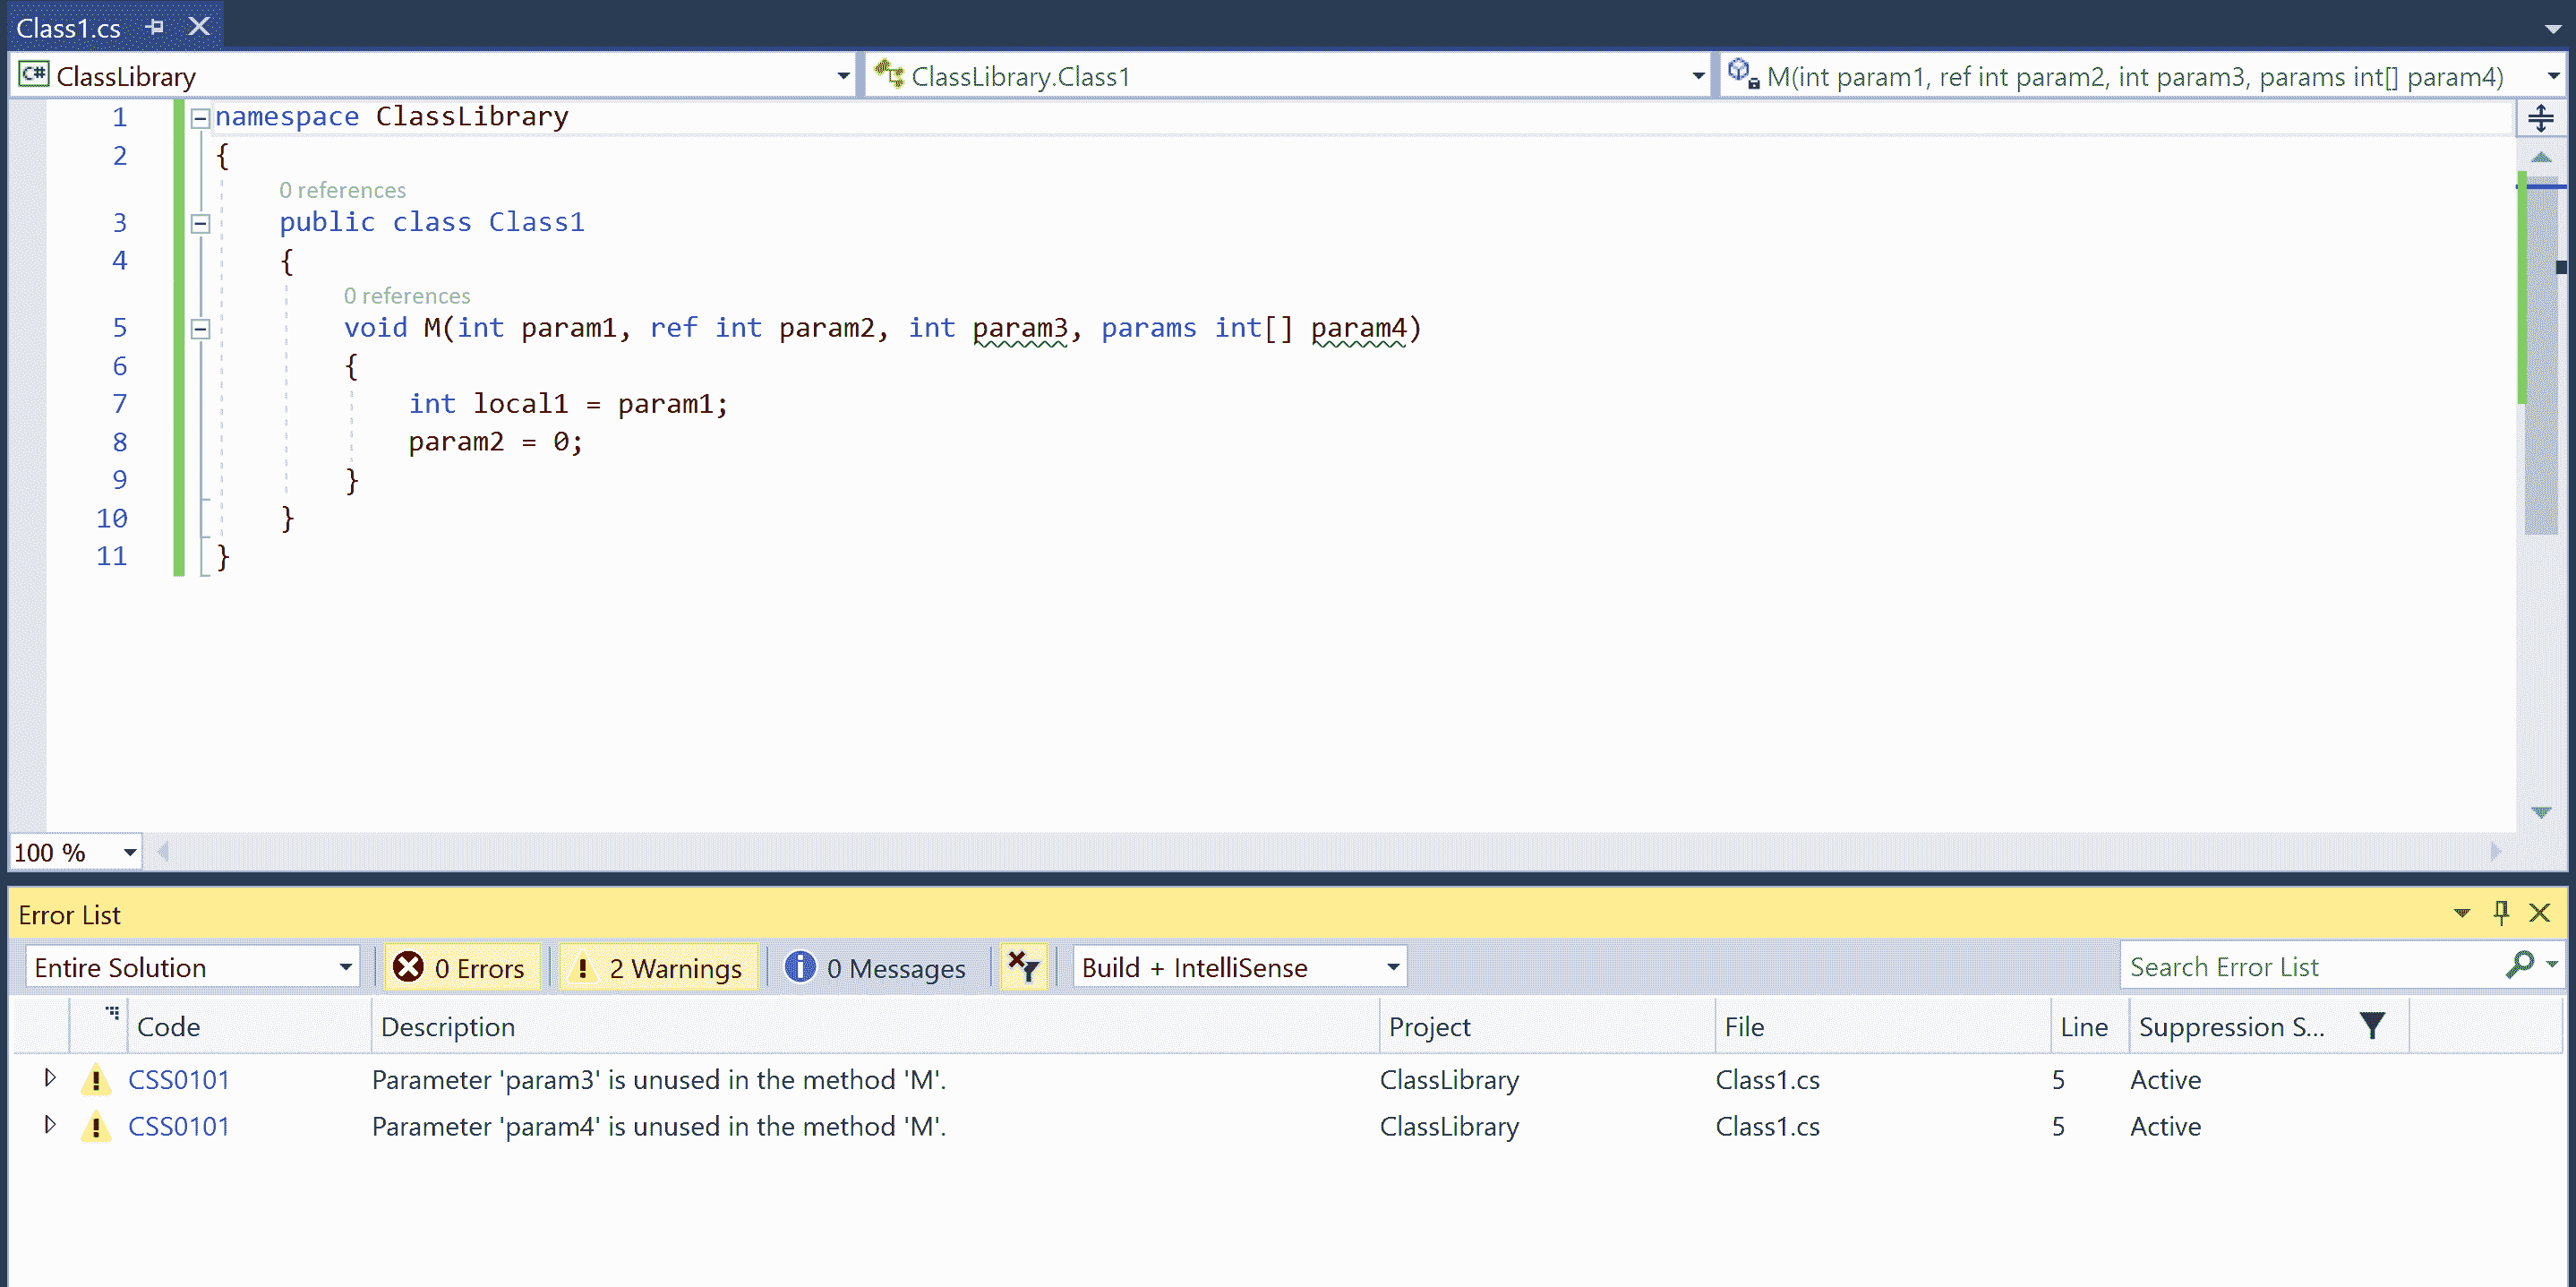 Class1.cs
C# ClassLibrary ClassLibrary.Class1 M(int param1, ref int param2, int param3, params int[] param4)
1 namespace ClassLibrary
2 {
0 references
3 public class Class1
4 {
0 references
5 void M(int param1, ref int param2, int param3, params int[] param4)
6 {
7 int local1 = param1;
8 param2 = 0;
9 }
10 }
11 }
100 %
Error List
Entire Solution 0 Errors 2 Warnings 0 Messages Build + IntelliSense Search Error List
Code Description Project File Line Suppression S...
CSS0101 Parameter 'param3' is unused in the method 'M'. ClassLibrary Class1.cs 5 Active
CSS0101 Parameter 'param4' is unused in the method 'M'. ClassLibrary Class1.cs 5 Active